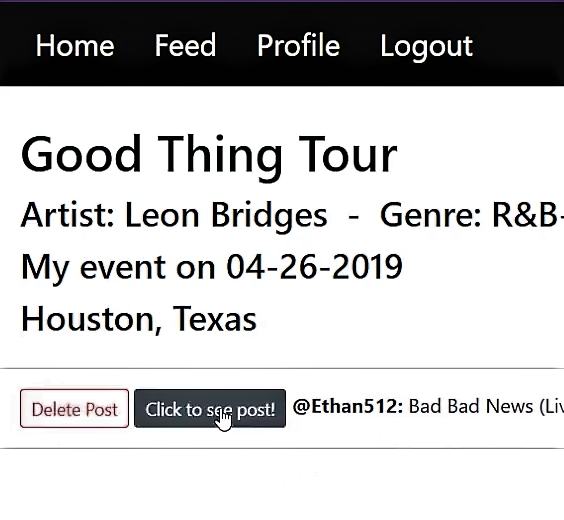 Home Feed Profile Logout
Good Thing Tour
Artist: Leon Bridges - Genre: R&B-
My event on 04-26-2019
Houston, Texas
Delete Post Click to see post! @Ethan512: Bad Bad News (Liv